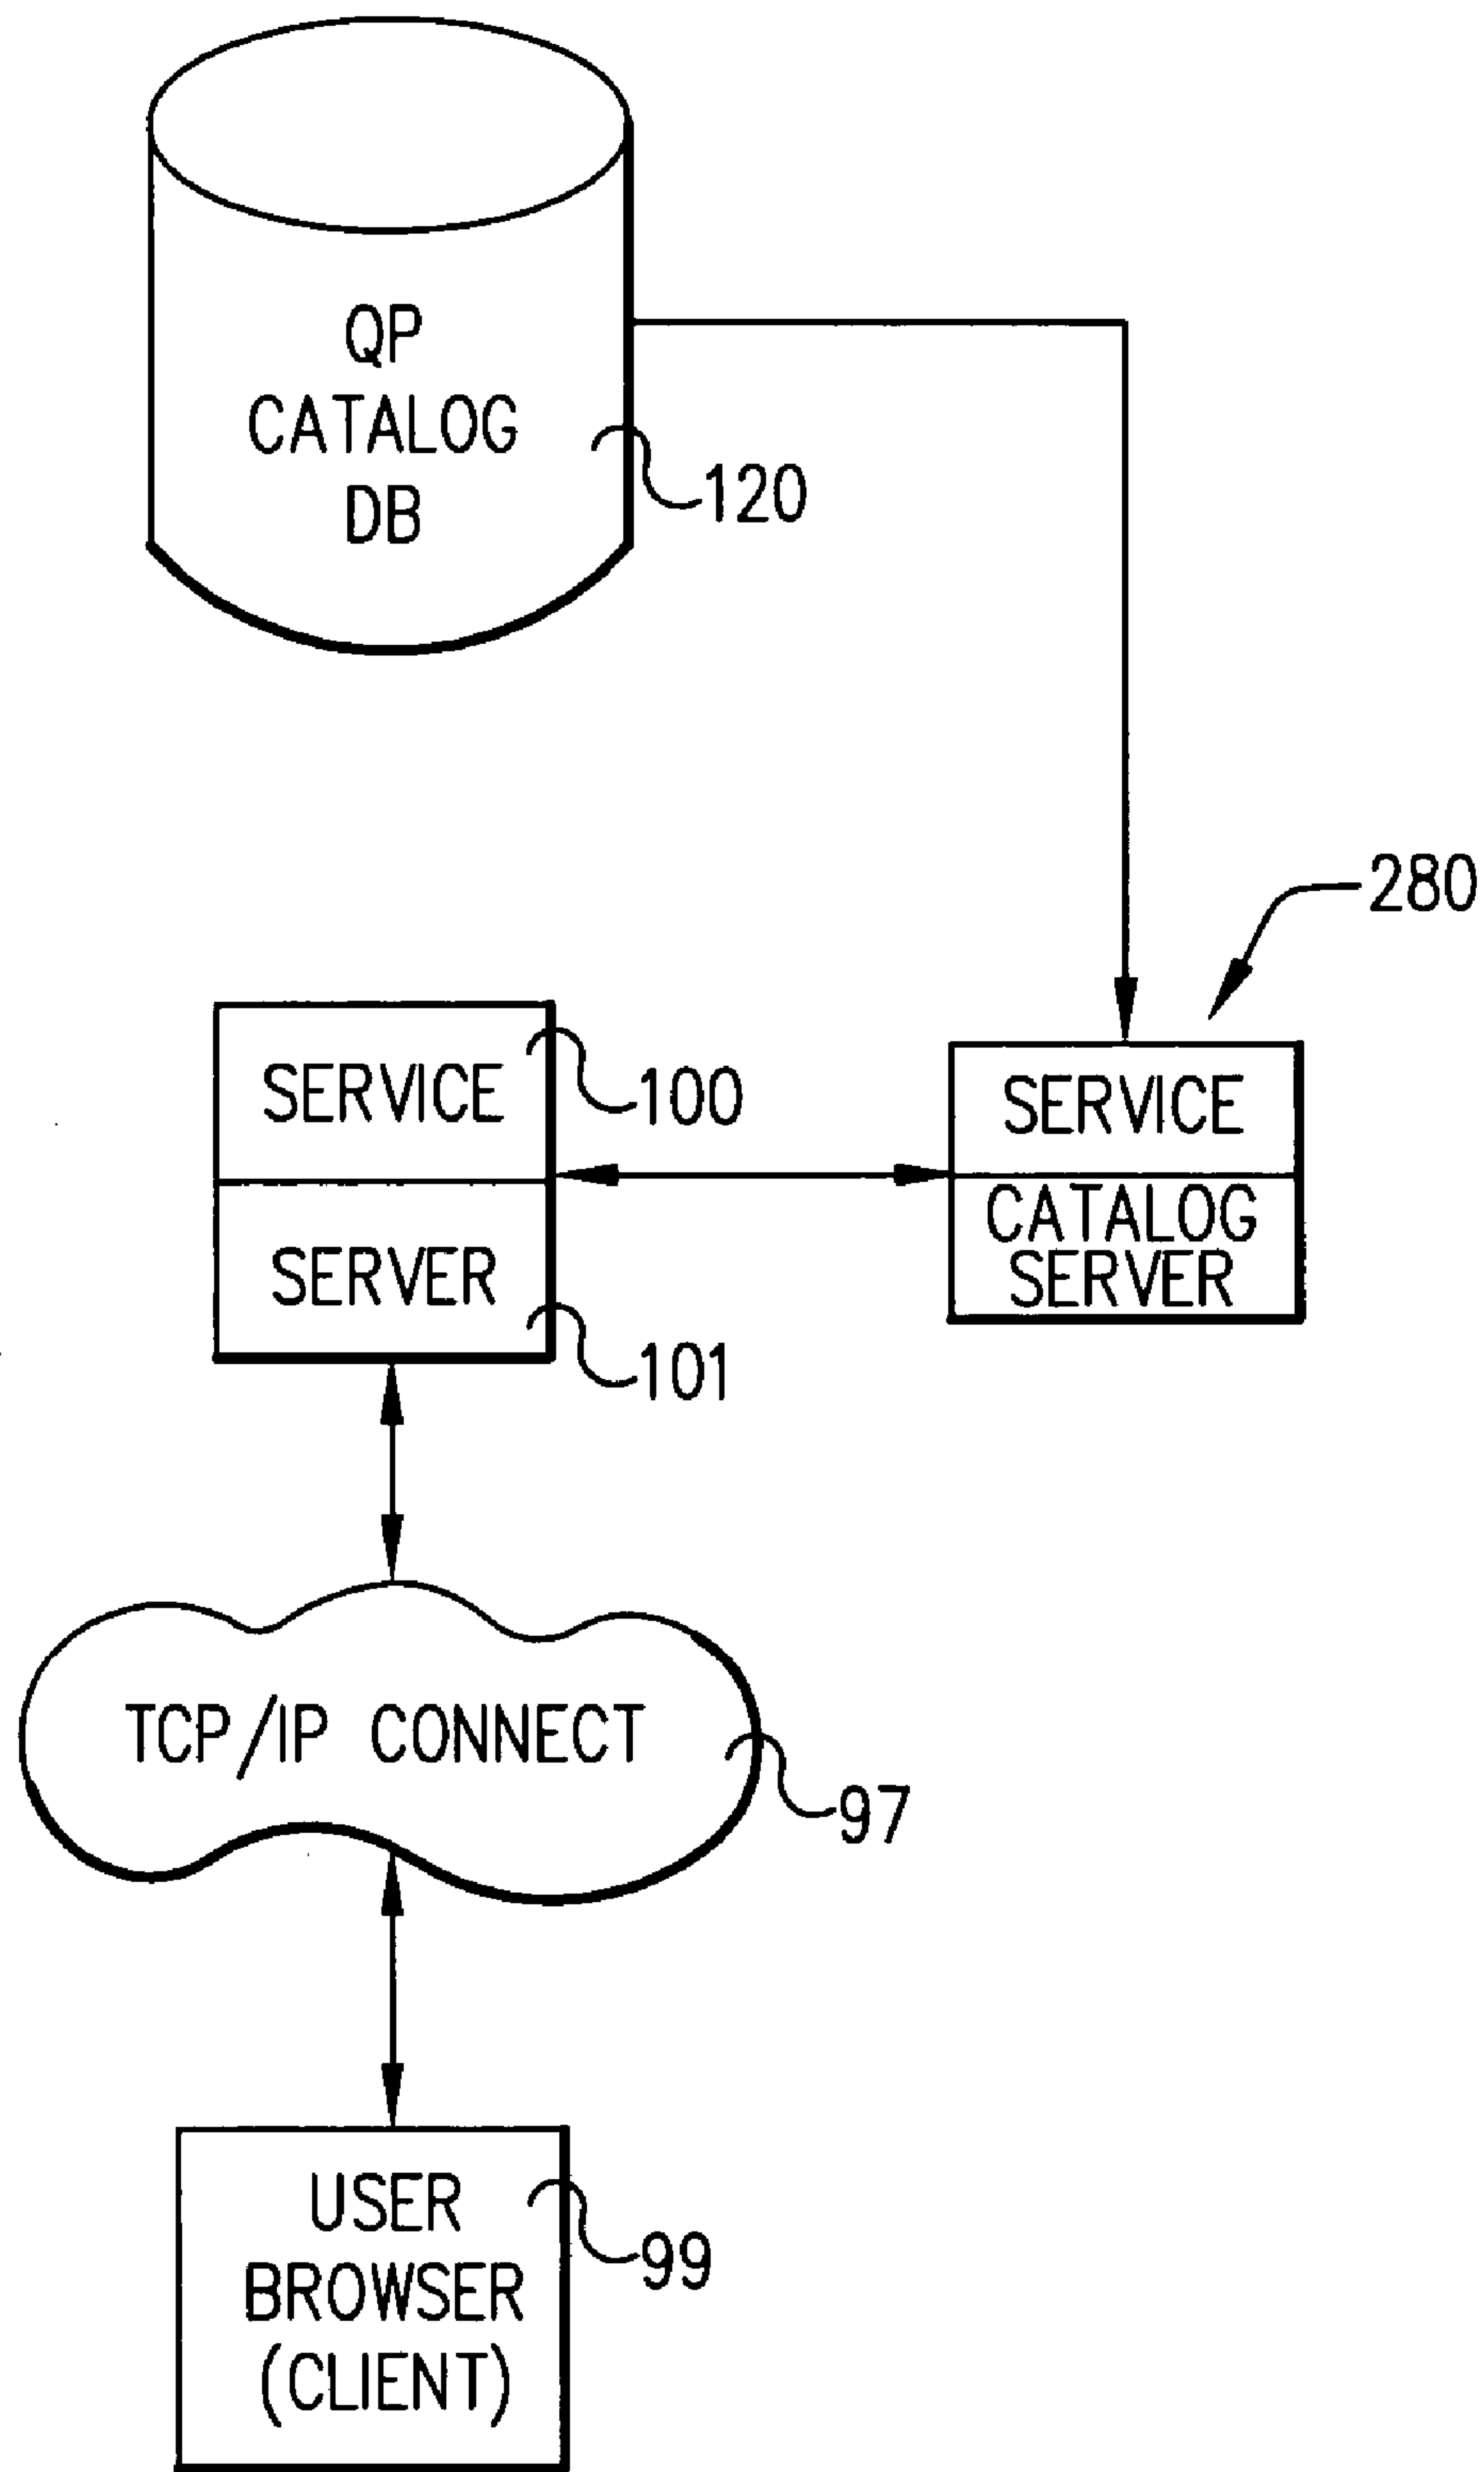 QP
CATALOG
DB
120
280
SERVICE
100
SERVICE
SERVER
101
CATALOG
SERVER
TCP/IP CONNECT
97
USER
BROWSER
(CLIENT)
99